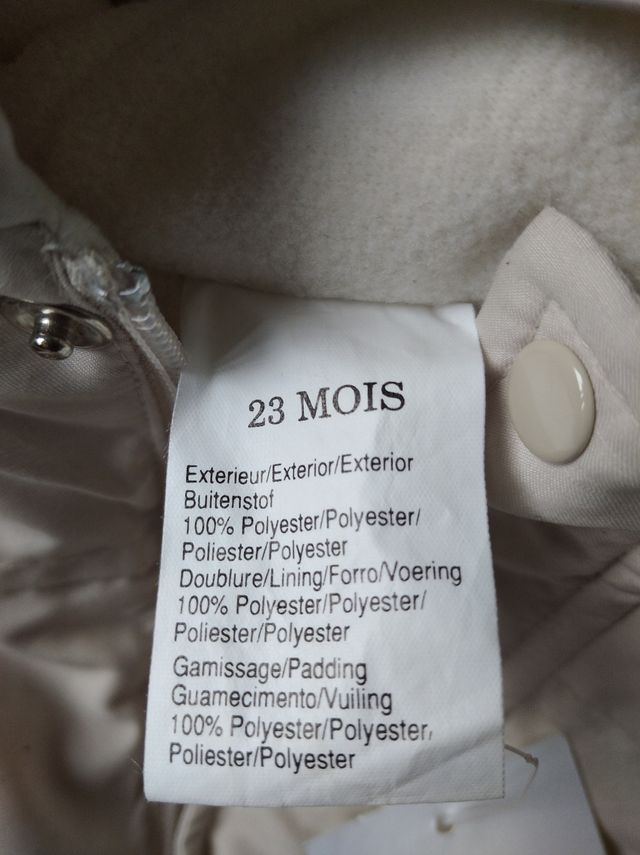 23 MOIS
Exterieur/Exterior/Exterior
Buitenstof
100% Polyester/Polyester/
Poliester/Polyester
Doublure/Lining/Forro/Voering
100% Polyester/Polyester/
Poliester/Polyester
Gamissage/Padding
Guamecimento/Vuiling
100% Polyester/Polyester,
Poliester/Polyester